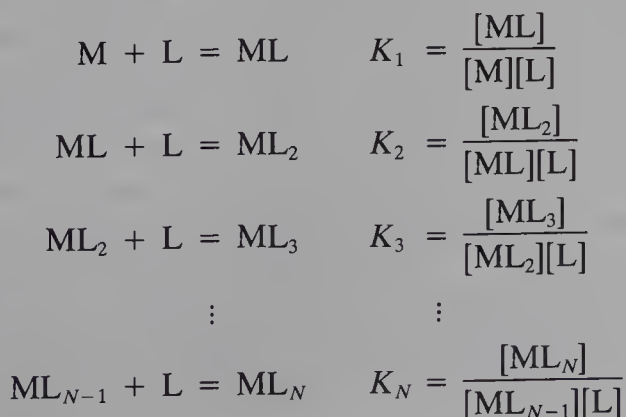 M + L = ML K₁ = [ML] / [M][L]
ML + L = ML₂ K₂ = [ML₂] / [ML][L]
ML₂ + L = ML₃ K₃ = [ML₃] / [ML₂][L]
⋮ ⋮
ML_{N−1} + L = ML_N K_N = [ML_N] / [ML_{N−1}][L]